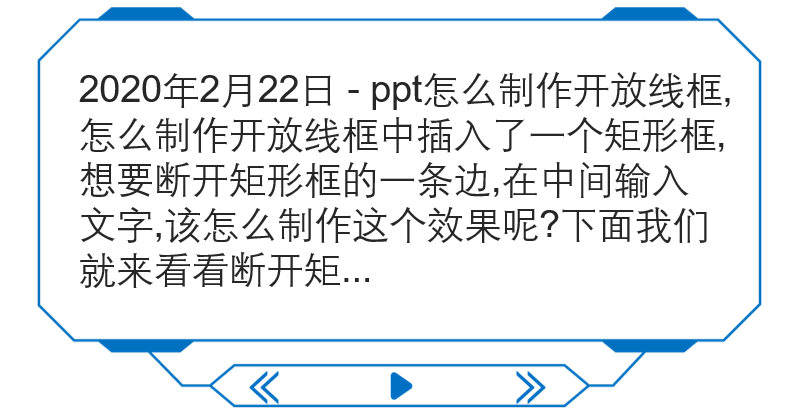 2020年2月22日 - ppt怎么制作开放线框,
怎么制作开放线框中插入了一个矩形框,
想要断开矩形框的一条边,在中间输入
文字,该怎么制作这个效果呢?下面我们
就来看看断开矩...